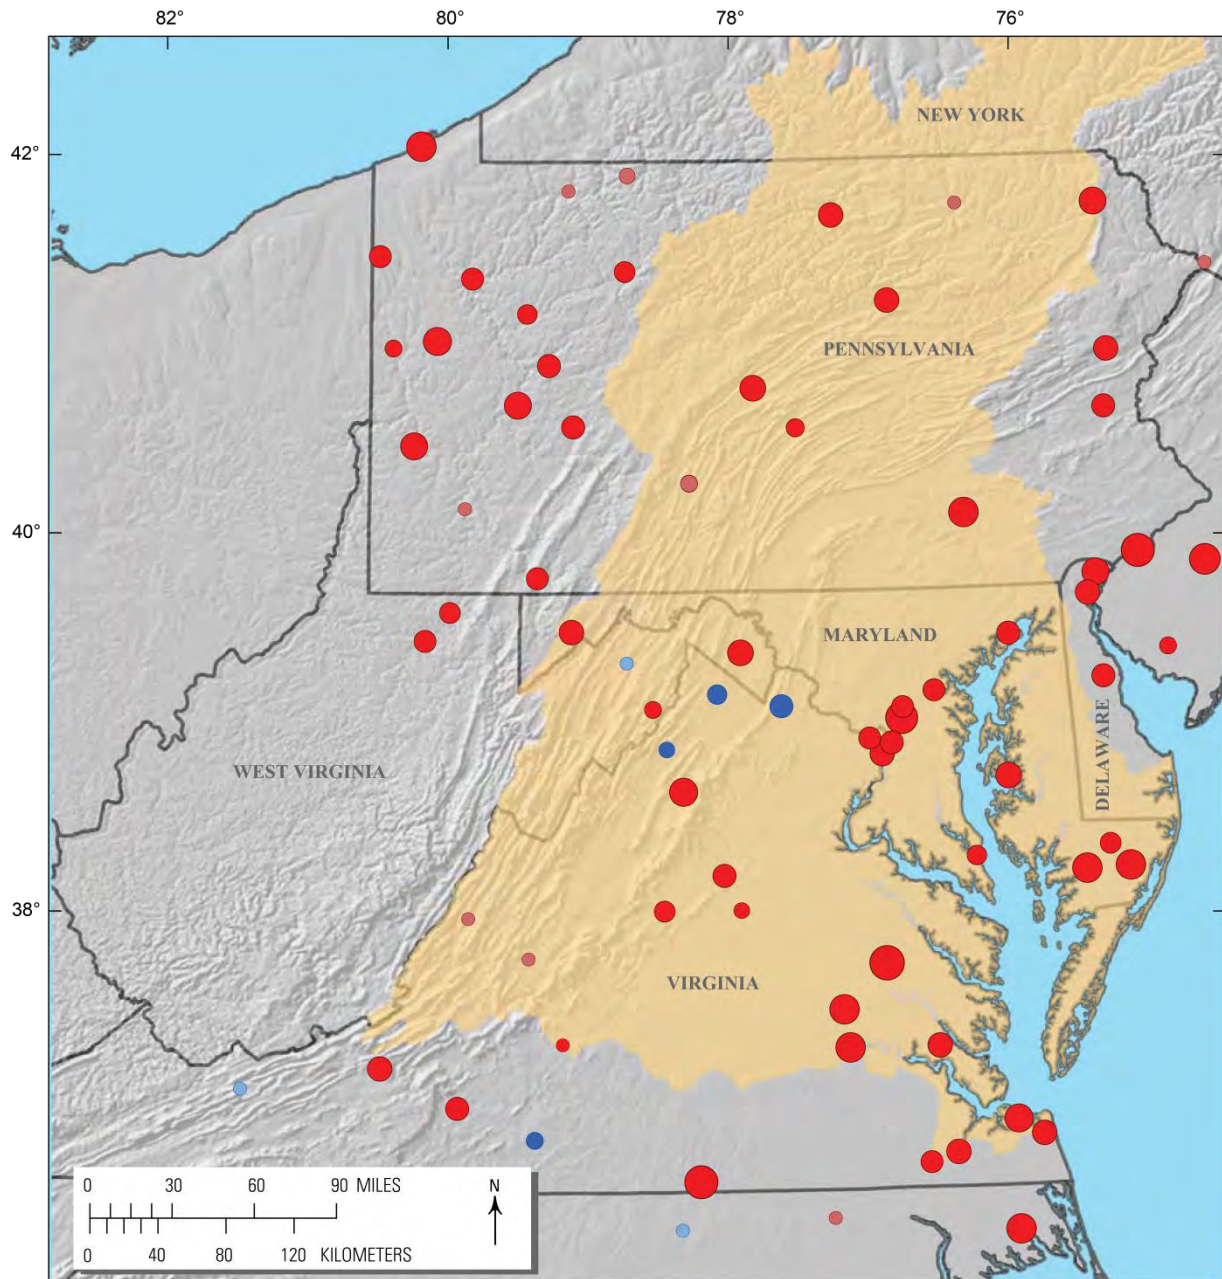 82° 80° 78° 76°
NEW YORK
42°
PENNSYLVANIA
40°
MARYLAND
DELAWARE
WEST VIRGINIA
38°
VIRGINIA
0 30 60 90 MILES
N
0 40 80 120 KILOMETERS